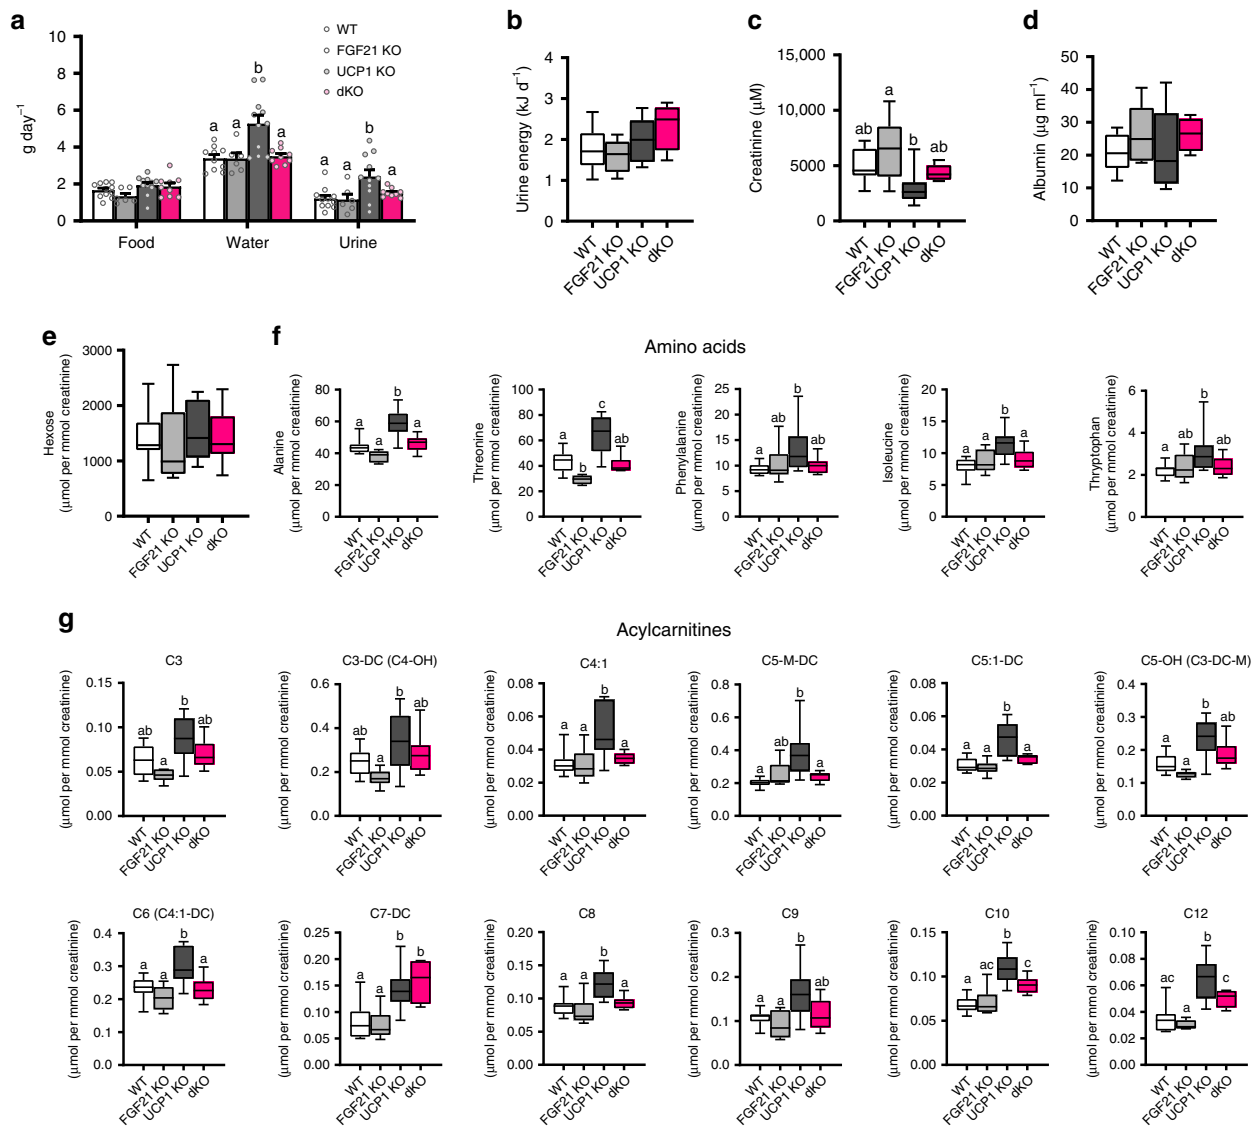 a
g day⁻¹
10
8
6
4
2
0
WT
FGF21 KO
UCP1 KO
dKO
a
a
b
a
a
a
b
a
Food
Water
Urine
b
Urine energy (kJ d⁻¹)
4
3
2
1
0
WT
FGF21 KO
UCP1 KO
dKO
c
Creatinine (µM)
15,000
10,000
5000
0
ab
a
b
ab
WT
FGF21 KO
UCP1 KO
dKO
d
Albumin (µg ml⁻¹)
50
40
30
20
10
0
WT
FGF21 KO
UCP1 KO
dKO
e
Hexose
(µmol per mmol creatinine)
3000
2000
1000
0
WT
FGF21 KO
UCP1 KO
dKO
f
Amino acids
Alanine
(µmol per mmol creatinine)
80
60
40
20
0
a
a
b
a
WT
FGF21 KO
UCP 1KO
dKO
Threonine
(µmol per mmol creatinine)
100
80
60
40
20
0
a
b
c
ab
WT
FGF21 KO
UCP1 KO
dKO
Phenylalanine
(µmol per mmol creatinine)
25
20
15
10
5
0
a
ab
b
ab
WT
FGF21 KO
UCP1 KO
dKO
Isoleucine
(µmol per mmol creatinine)
20
15
10
5
0
a
a
b
a
WT
FGF21 KO
UCP1 KO
dKO
Thryptophan
(µmol per mmol creatinine)
6
4
2
0
a
ab
b
ab
WT
FGF21 KO
UCP1 KO
dKO
g
Acylcarnitines
C3
(µmol per mmol creatinine)
0.15
0.10
0.05
0.00
ab
a
b
ab
WT
FGF21 KO
UCP1 KO
dKO
C3-DC (C4-OH)
(µmol per mmol creatinine)
0.6
0.4
0.2
0.0
ab
a
b
ab
WT
FGF21 KO
UCP1 KO
dKO
C4:1
(µmol per mmol creatinine)
0.08
0.06
0.04
0.02
0.00
a
a
b
a
WT
FGF21 KO
UCP1 KO
dKO
C5-M-DC
(µmol per mmol creatinine)
0.8
0.6
0.4
0.2
0.0
a
ab
b
a
WT
FGF21 KO
UCP1 KO
dKO
C5:1-DC
(µmol per mmol creatinine)
0.08
0.06
0.04
0.02
0.00
a
a
b
a
WT
FGF21 KO
UCP1 KO
dKO
C5-OH (C3-DC-M)
(µmol per mmol creatinine)
0.4
0.3
0.2
0.1
0.0
a
a
b
ab
WT
FGF21 KO
UCP1 KO
dKO
C6 (C4:1-DC)
(µmol per mmol creatinine)
0.4
0.3
0.2
0.1
0.0
a
a
b
a
WT
FGF21 KO
UCP1 KO
dKO
C7-DC
(µmol per mmol creatinine)
0.25
0.20
0.15
0.10
0.05
0.00
a
a
b
b
WT
FGF21 KO
UCP1 KO
dKO
C8
(µmol per mmol creatinine)
0.20
0.15
0.10
0.05
0.00
a
a
b
a
WT
FGF21 KO
UCP1 KO
dKO
C9
(µmol per mmol creatinine)
0.3
0.2
0.1
0.0
a
a
b
ab
WT
FGF21 KO
UCP1 KO
dKO
C10
(µmol per mmol creatinine)
0.15
0.10
0.05
0.00
a
ac
b
c
WT
FGF21 KO
UCP1 KO
dKO
C12
(µmol per mmol creatinine)
0.10
0.08
0.06
0.04
0.02
0.00
ac
a
b
c
WT
FGF21 KO
UCP1 KO
dKO